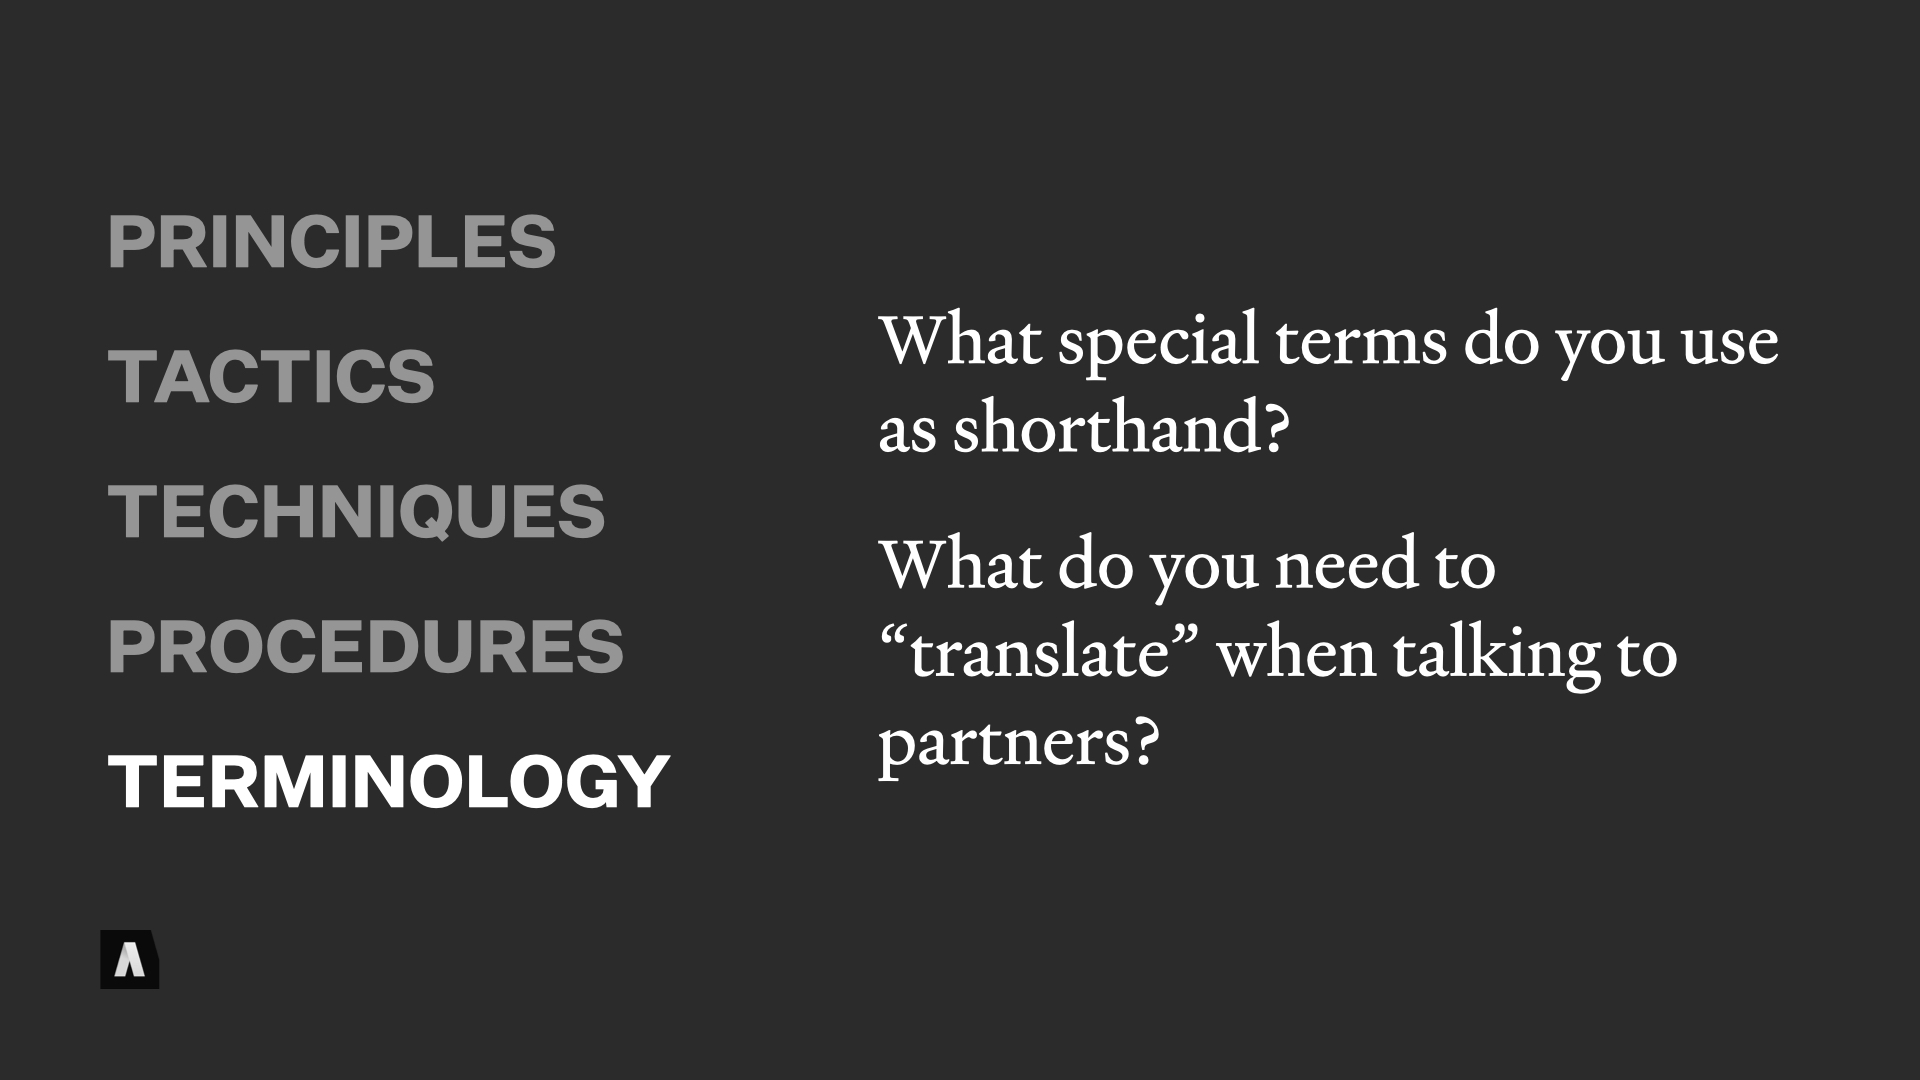 PRINCIPLES
TACTICS
TECHNIQUES
PROCEDURES
TERMINOLOGY
What special terms do you use
as shorthand?
What do you need to
“translate” when talking to
partners?